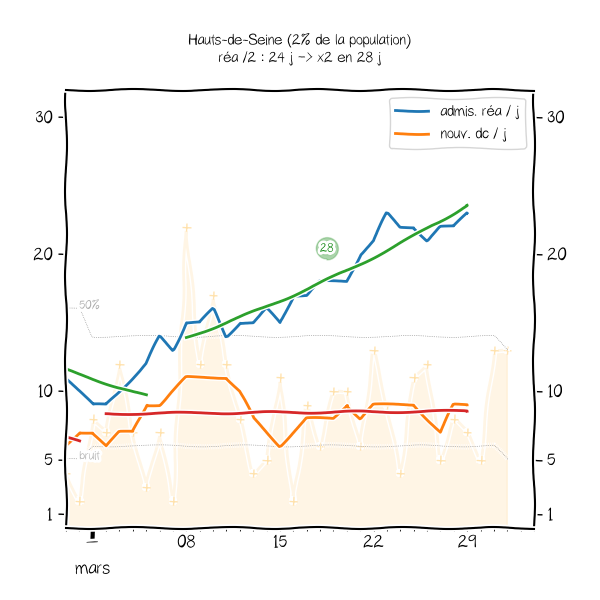 Hauts-de-Seine (2% de la population)
réa /2 : 24 j -> x2 en 28 j
admis. réa / j
nouv. dc / j
30
30
28
20
20
50%
10
10
bruit
5
5
1
1
1
08
15
22
29
mars